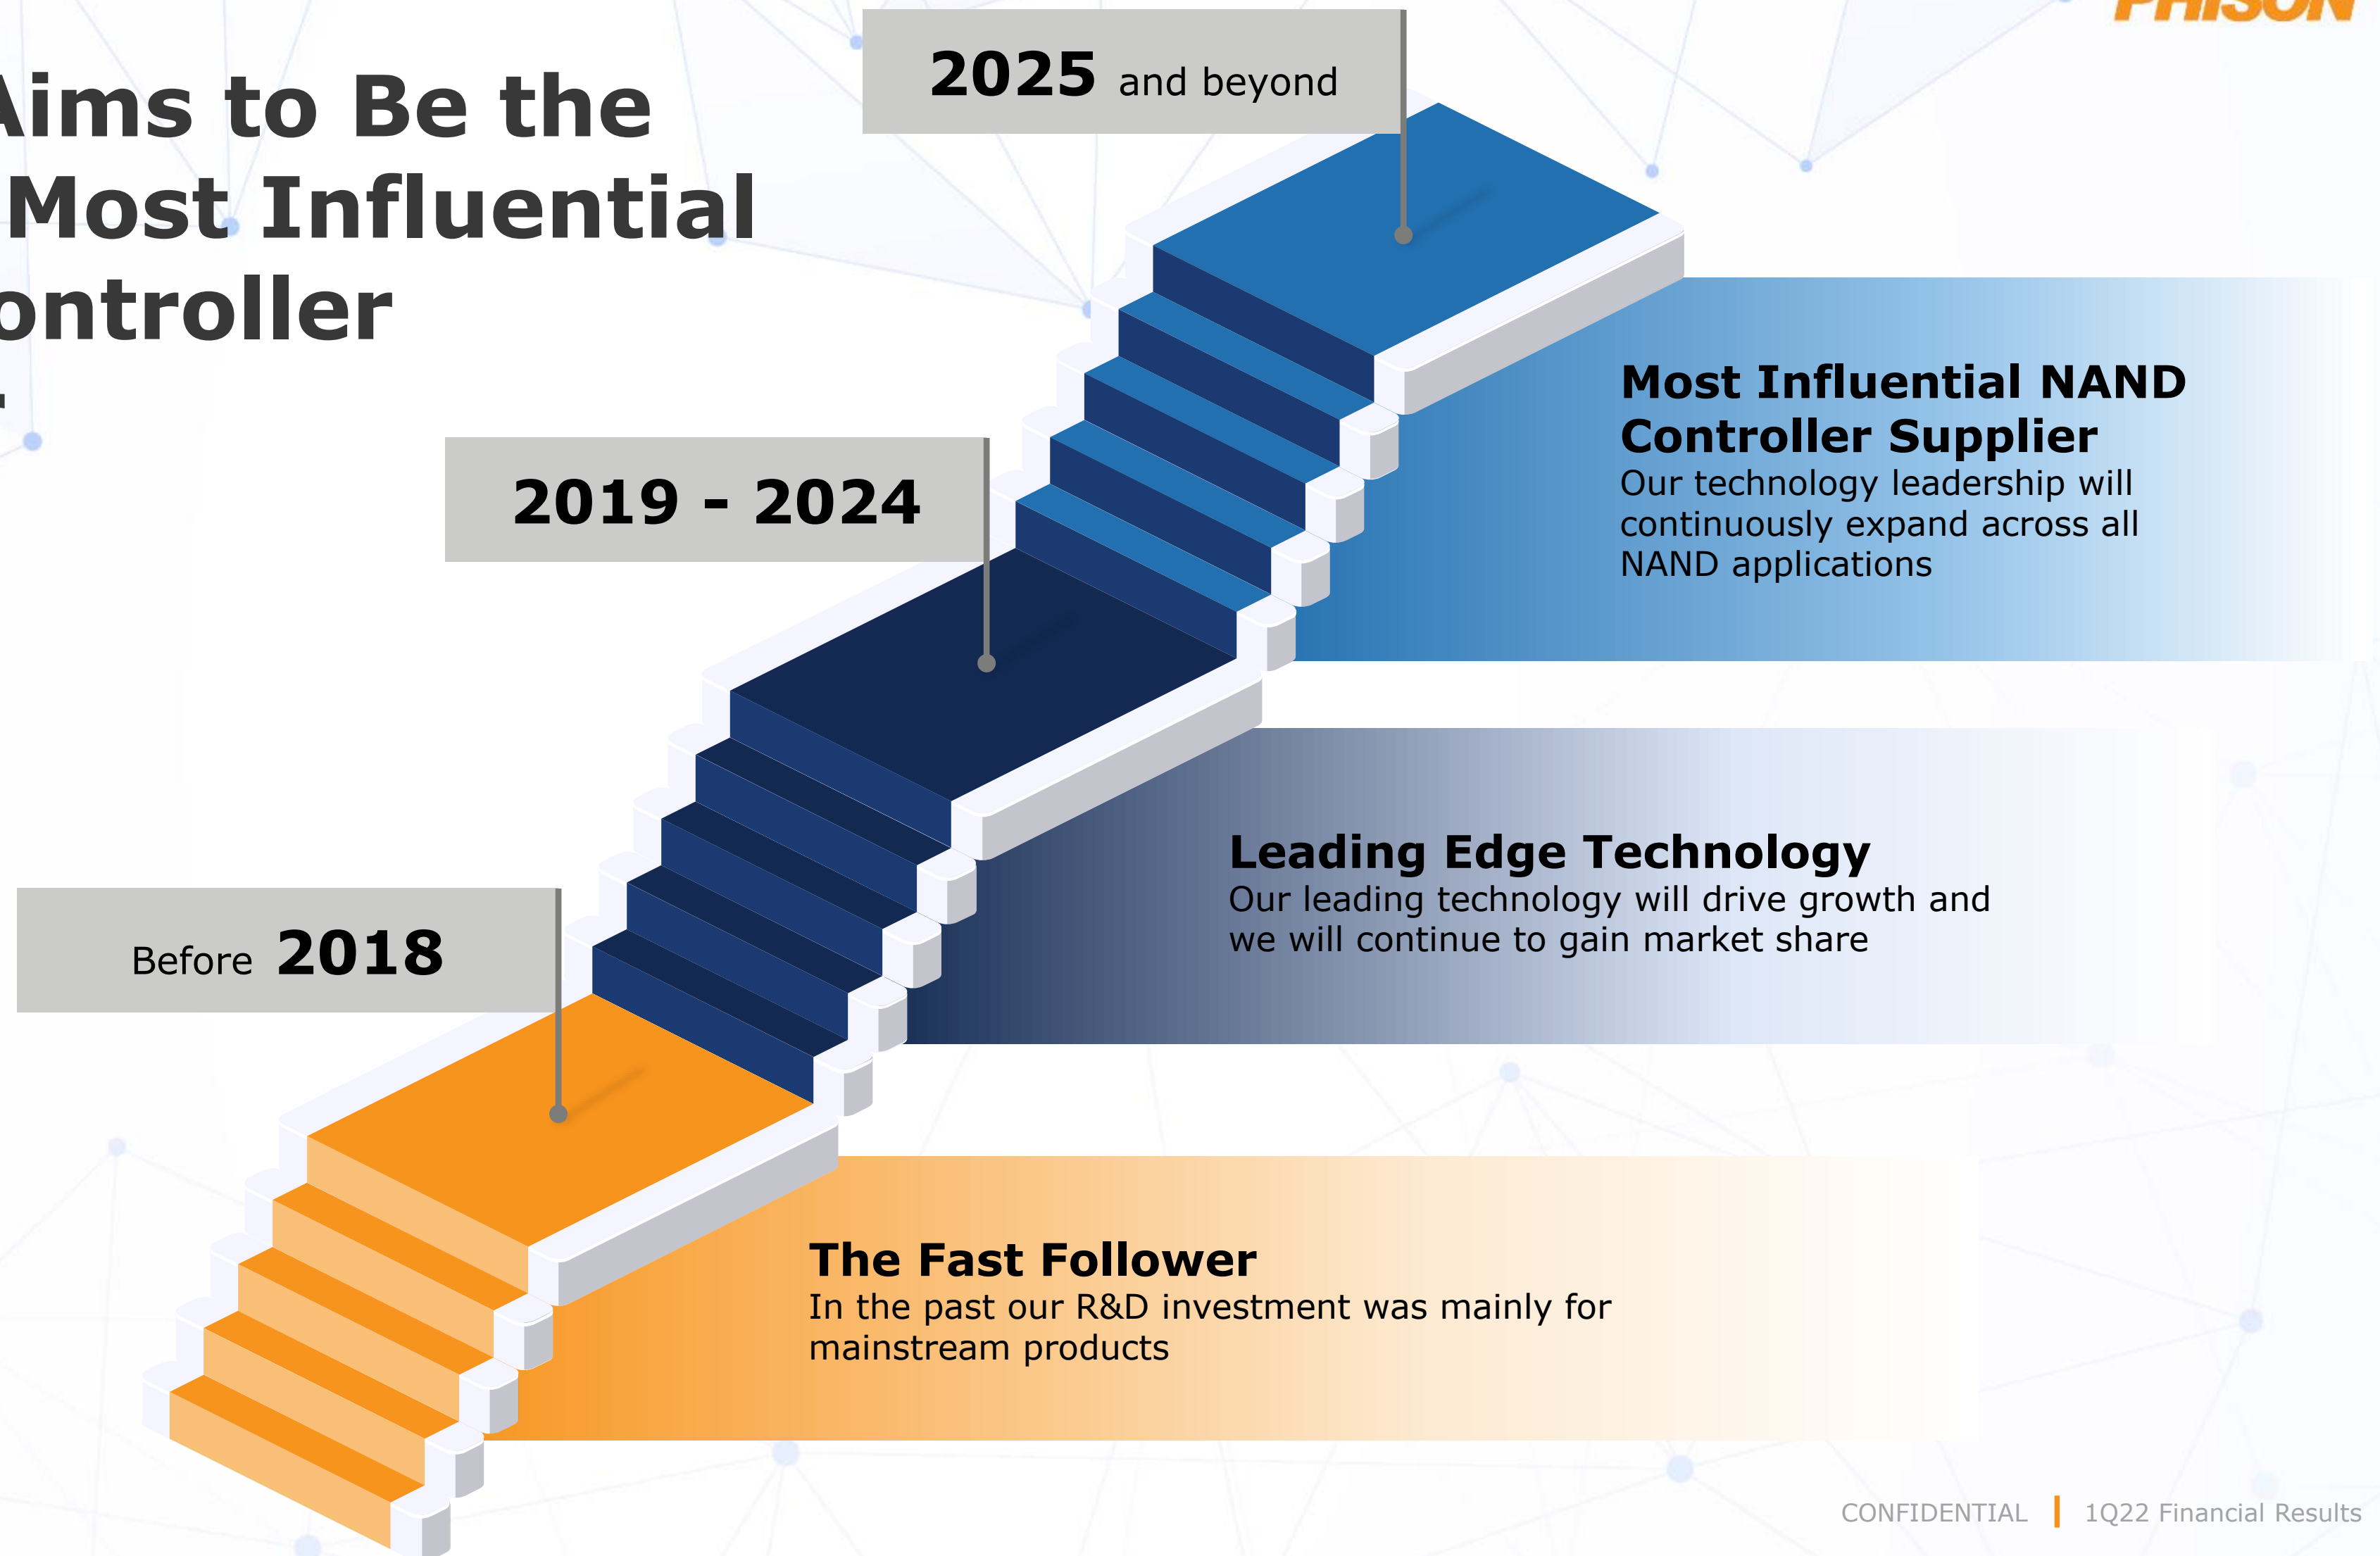 PHISON
Aims to Be the
Most Influential
ontroller
2025 and beyond
Most Influential NAND
Controller Supplier
Our technology leadership will
continuously expand across all
NAND applications
2019 - 2024
Leading Edge Technology
Our leading technology will drive growth and
we will continue to gain market share
Before 2018
The Fast Follower
In the past our R&D investment was mainly for
mainstream products
CONFIDENTIAL | 1Q22 Financial Results